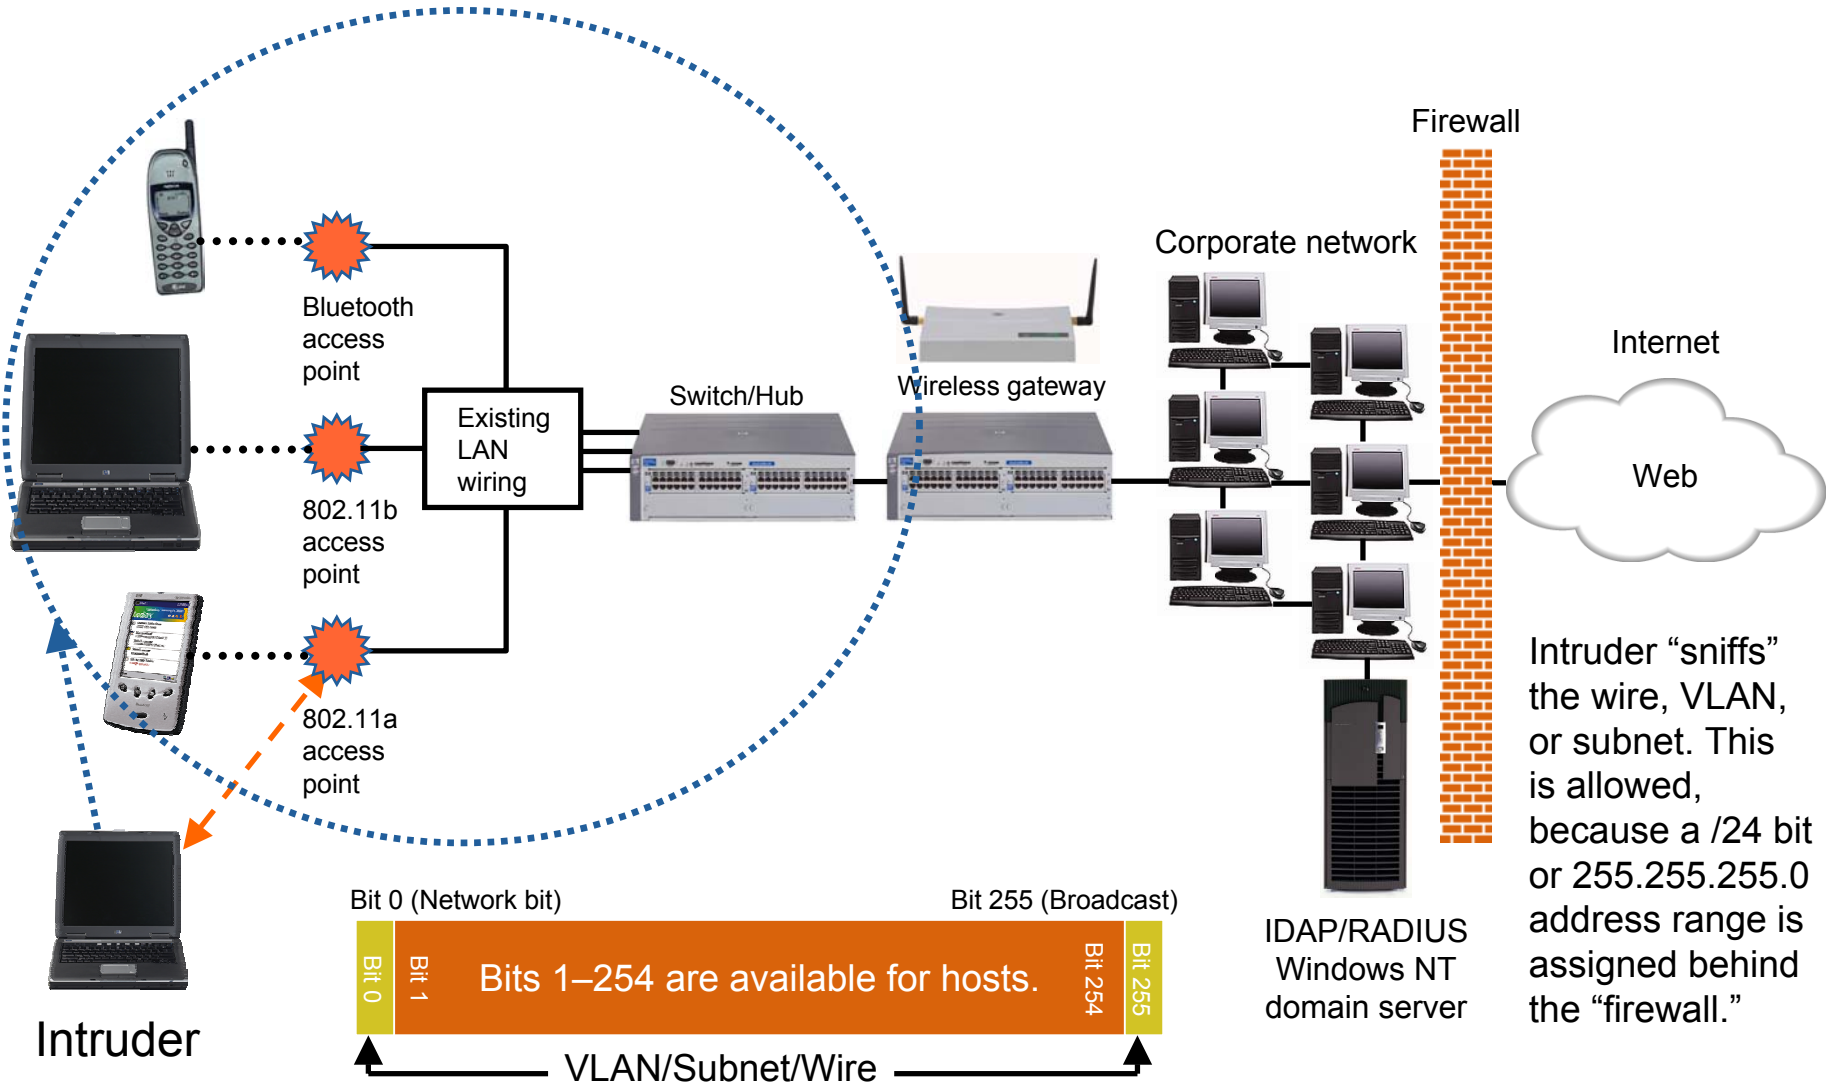 Firewall
Corporate network
Internet
Web
Bluetooth
access
point
Existing
LAN
wiring
Switch/Hub
Wireless gateway
802.11b
access
point
802.11a
access
point
Intruder “sniffs”
the wire, VLAN,
or subnet. This
is allowed,
because a /24 bit
or 255.255.255.0
address range is
assigned behind
the “firewall.”
Bit 0 (Network bit)
Bit 255 (Broadcast)
Bit 0
Bit 1
Bits 1–254 are available for hosts.
Bit 254
Bit 255
VLAN/Subnet/Wire
IDAP/RADIUS
Windows NT
domain server
Intruder